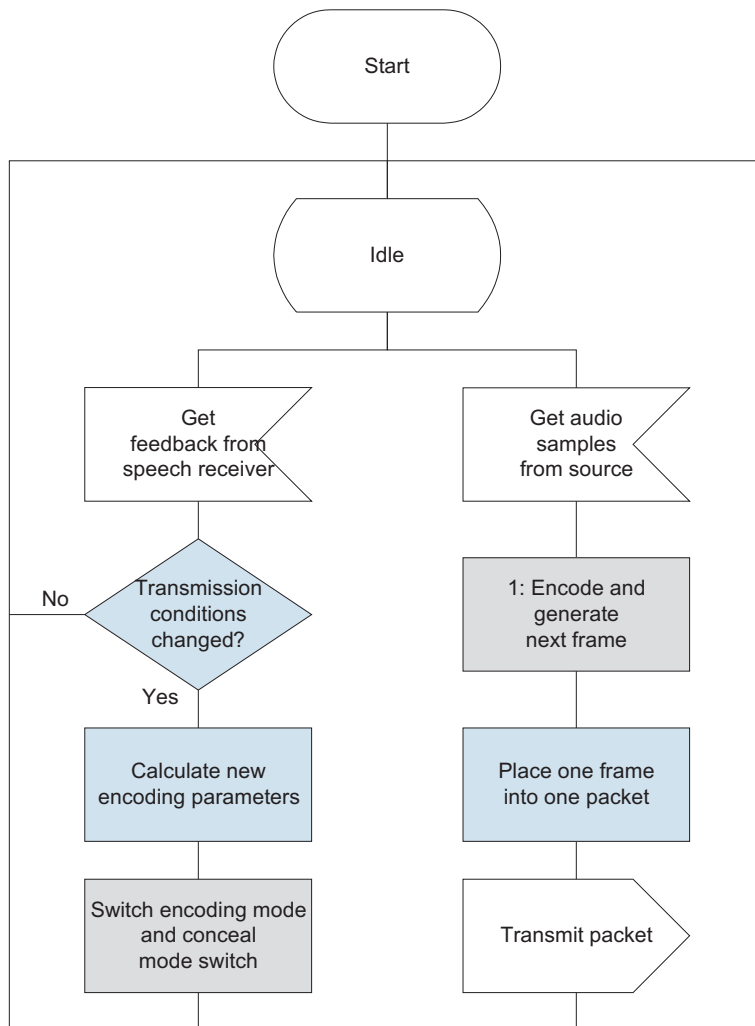 Start
Idle
Get
feedback from
speech receiver
Get audio
samples
from source
Transmission
conditions
changed?
No
Yes
1: Encode and
generate
next frame
Calculate new
encoding parameters
Place one frame
into one packet
Switch encoding mode
and conceal
mode switch
Transmit packet